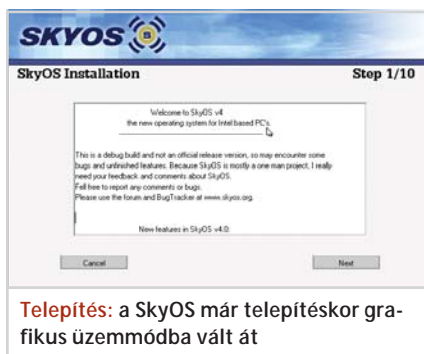 SKYOS
SkyOS Installation Step 1/10
Welcome to SkyOS v4
the new operating system for Intel based PC's.
This is a debug build and not an official release version, so may encounter some
bugs and unfinished features. Because SkyOS is mostly a one man project, I really
need your feedback and comments about SkyOS.
Fell free to report any comments or bugs.
Please use the forum and BugTracker at www.skyos.org.
New features in SkyOS v4.0:
Cancel Next
Telepítés: a SkyOS már telepítéskor gra-
fikus üzemmódba vált át